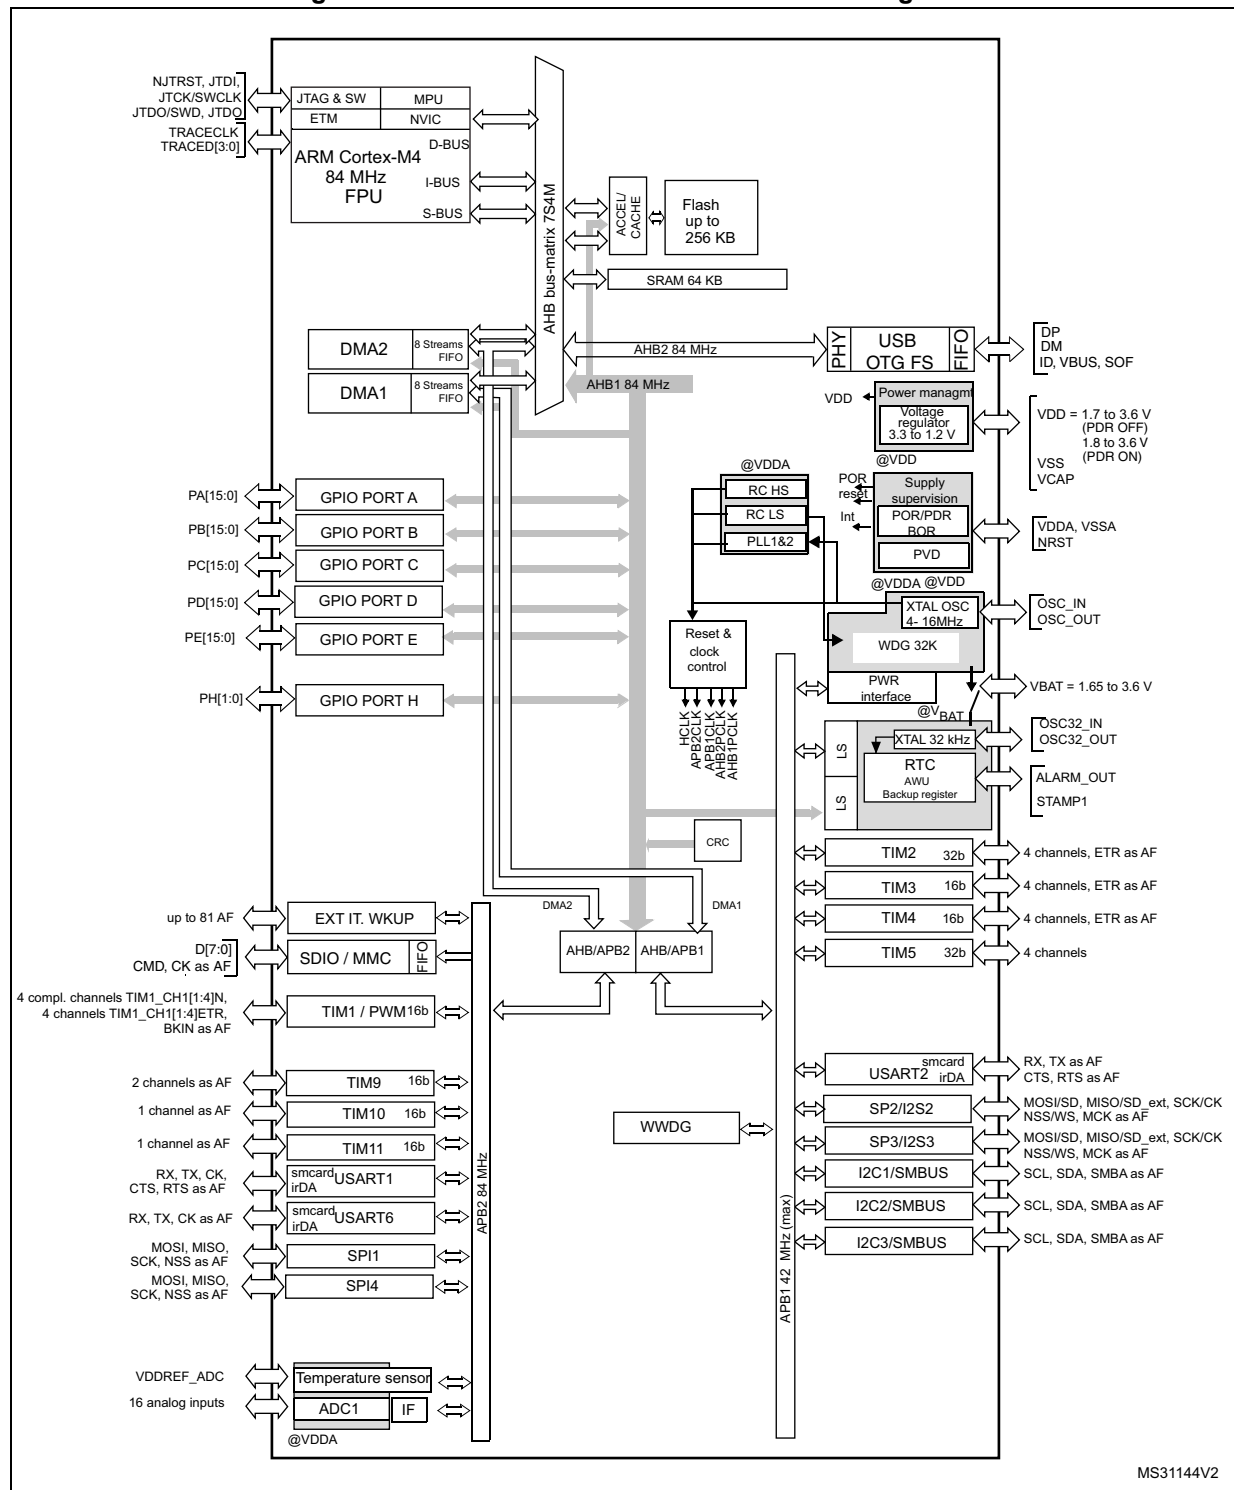 NJTRST, JTDI,
JTCK/SWCLK
JTDO/SWD, JTDO
TRACECLK
TRACED[3:0]
JTAG & SW
MPU
ETM
NVIC
D-BUS
ARM Cortex-M4
84 MHz
FPU
I-BUS
S-BUS
AHB bus-matrix 7S4M
ACCEL/
CACHE
Flash
up to
256 KB
SRAM 64 KB
DMA2
8 Streams
FIFO
DMA1
8 Streams
FIFO
AHB2 84 MHz
AHB1 84 MHz
PHY
USB
OTG FS
FIFO
DP
DM
ID, VBUS, SOF
VDD
Power managmt
Voltage
regulator
3.3 to 1.2 V
@VDD
VDD = 1.7 to 3.6 V
(PDR OFF)
1.8 to 3.6 V
(PDR ON)
VSS
VCAP
@VDDA
RC HS
RC LS
PLL1&2
POR
reset
Int
Supply
supervision
POR/PDR
BOR
PVD
VDDA, VSSA
NRST
@VDDA @VDD
XTAL OSC
4- 16MHz
WDG 32K
OSC_IN
OSC_OUT
PWR
interface
VBAT = 1.65 to 3.6 V
@VBAT
Reset &
clock
control
HCLK
APB2CLK
APB1CLK
AHB2PCLK
AHB1PCLK
LS
LS
XTAL 32 kHz
RTC
AWU
Backup register
OSC32_IN
OSC32_OUT
ALARM_OUT
STAMP1
PA[15:0]
GPIO PORT A
PB[15:0]
GPIO PORT B
PC[15:0]
GPIO PORT C
PD[15:0]
GPIO PORT D
PE[15:0]
GPIO PORT E
PH[1:0]
GPIO PORT H
CRC
DMA2
DMA1
AHB/APB2
AHB/APB1
TIM2 32b
4 channels, ETR as AF
TIM3 16b
4 channels, ETR as AF
TIM4 16b
4 channels, ETR as AF
TIM5 32b
4 channels
up to 81 AF
EXT IT. WKUP
D[7:0]
CMD, CK as AF
SDIO / MMC
FIFO
4 compl. channels TIM1_CH1[1:4]N,
4 channels TIM1_CH1[1:4]ETR,
BKIN as AF
TIM1 / PWM 16b
2 channels as AF
TIM9 16b
1 channel as AF
TIM10 16b
1 channel as AF
TIM11 16b
RX, TX, CK,
CTS, RTS as AF
smcard
irDA
USART1
RX, TX, CK as AF
smcard
irDA
USART6
MOSI, MISO,
SCK, NSS as AF
SPI1
MOSI, MISO,
SCK, NSS as AF
SPI4
VDDREF_ADC
Temperature sensor
16 analog inputs
ADC1
IF
@VDDA
APB2 84 MHz
WWDG
APB1 42 MHz (max)
USART2
smcard
irDA
RX, TX as AF
CTS, RTS as AF
SP2/I2S2
MOSI/SD, MISO/SD_ext, SCK/CK
NSS/WS, MCK as AF
SP3/I2S3
MOSI/SD, MISO/SD_ext, SCK/CK
NSS/WS, MCK as AF
I2C1/SMBUS
SCL, SDA, SMBA as AF
I2C2/SMBUS
SCL, SDA, SMBA as AF
I2C3/SMBUS
SCL, SDA, SMBA as AF
MS31144V2